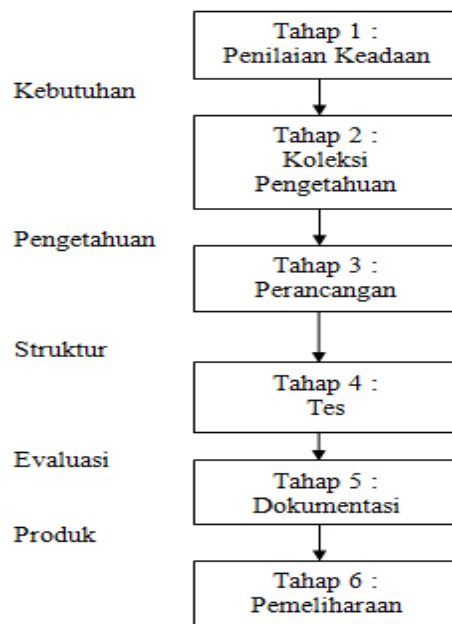 Tahap 1 :
Penilaian Keadaan
Kebutuhan
Tahap 2 :
Koleksi
Pengetahuan
Pengetahuan
Tahap 3 :
Perancangan
Struktur
Tahap 4 :
Tes
Evaluasi
Tahap 5 :
Dokumentasi
Produk
Tahap 6 :
Pemeliharaan